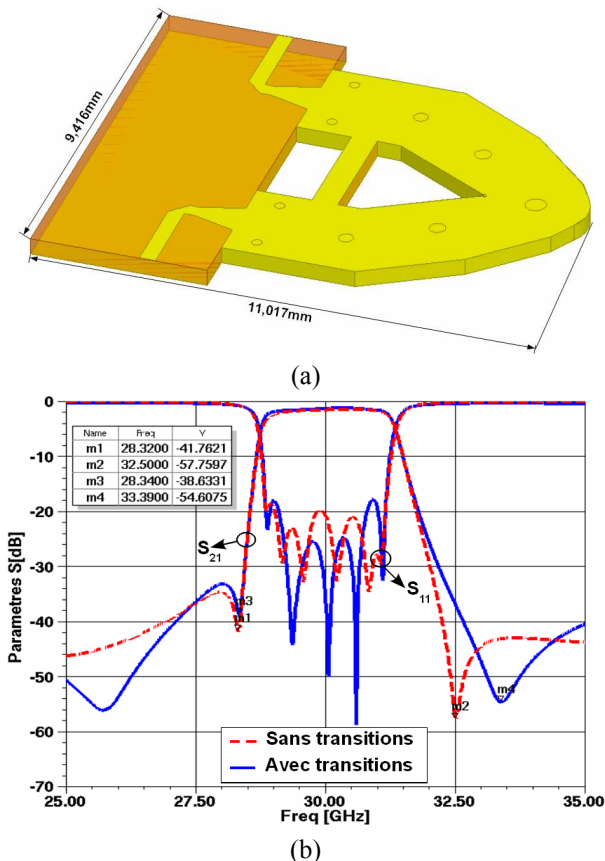 9,416mm
11,017mm
(a)
Parametres S[dB]
0
-10
-20
-30
-40
-50
-60
-70
Name Freq Y
m1 28.3200 -41.7621
m2 32.5000 -57.7597
m3 28.3400 -38.6331
m4 33.3900 -54.6075
S21
S11
m3
m1
m4
m2
Sans transitions
Avec transitions
25.00 27.50 30.00 32.50 35.00
Freq [GHz]
(b)